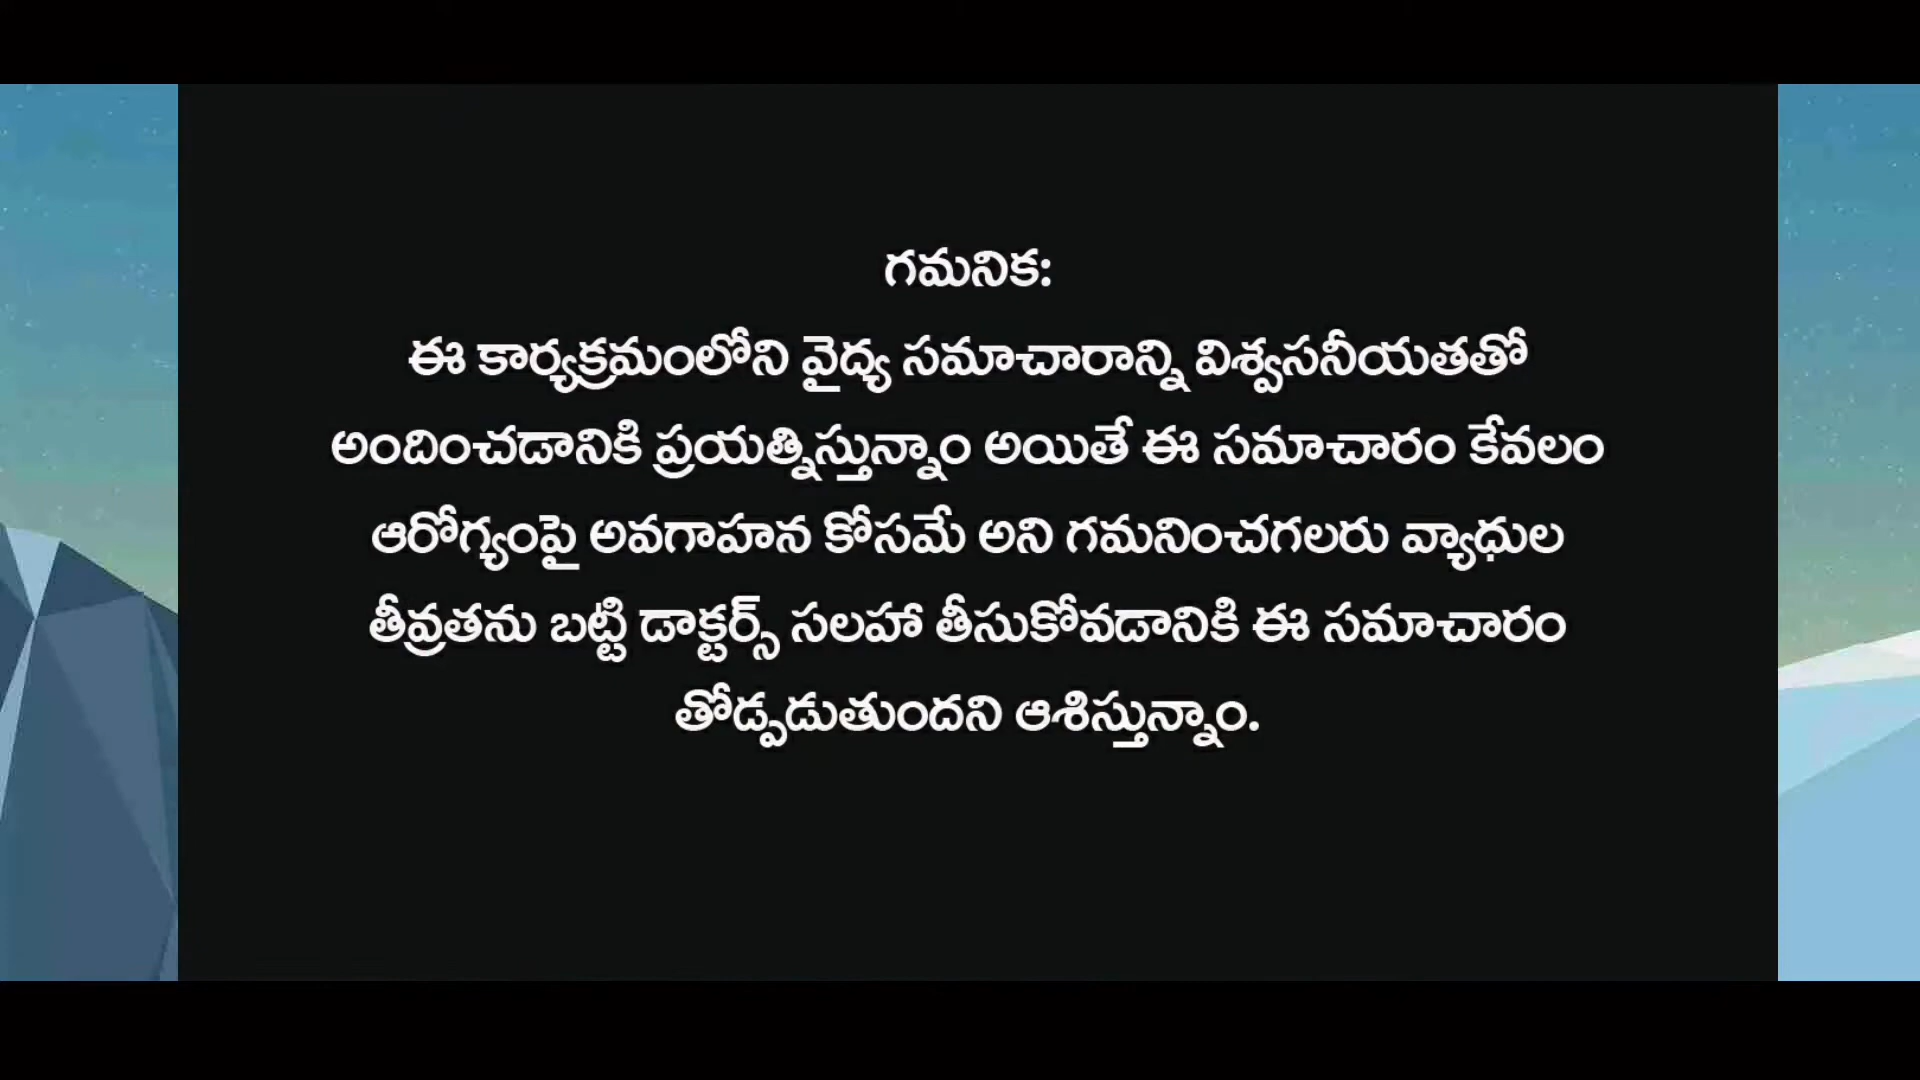 గమనిక:
ఈ కార్యక్రమంలోని వైద్య సమాచారాన్ని విశ్వసనీయతతో
అందించడానికి ప్రయత్నిస్తున్నాం అయితే ఈ సమాచారం కేవలం
ఆరోగ్యంపై అవగాహన కోసమే అని గమనించగలరు వ్యాధుల
తీవ్రతను బట్టి డాక్టర్స్ సలహా తీసుకోవడానికి ఈ సమాచారం
తోడ్పడుతుందని ఆశిస్తున్నాం.